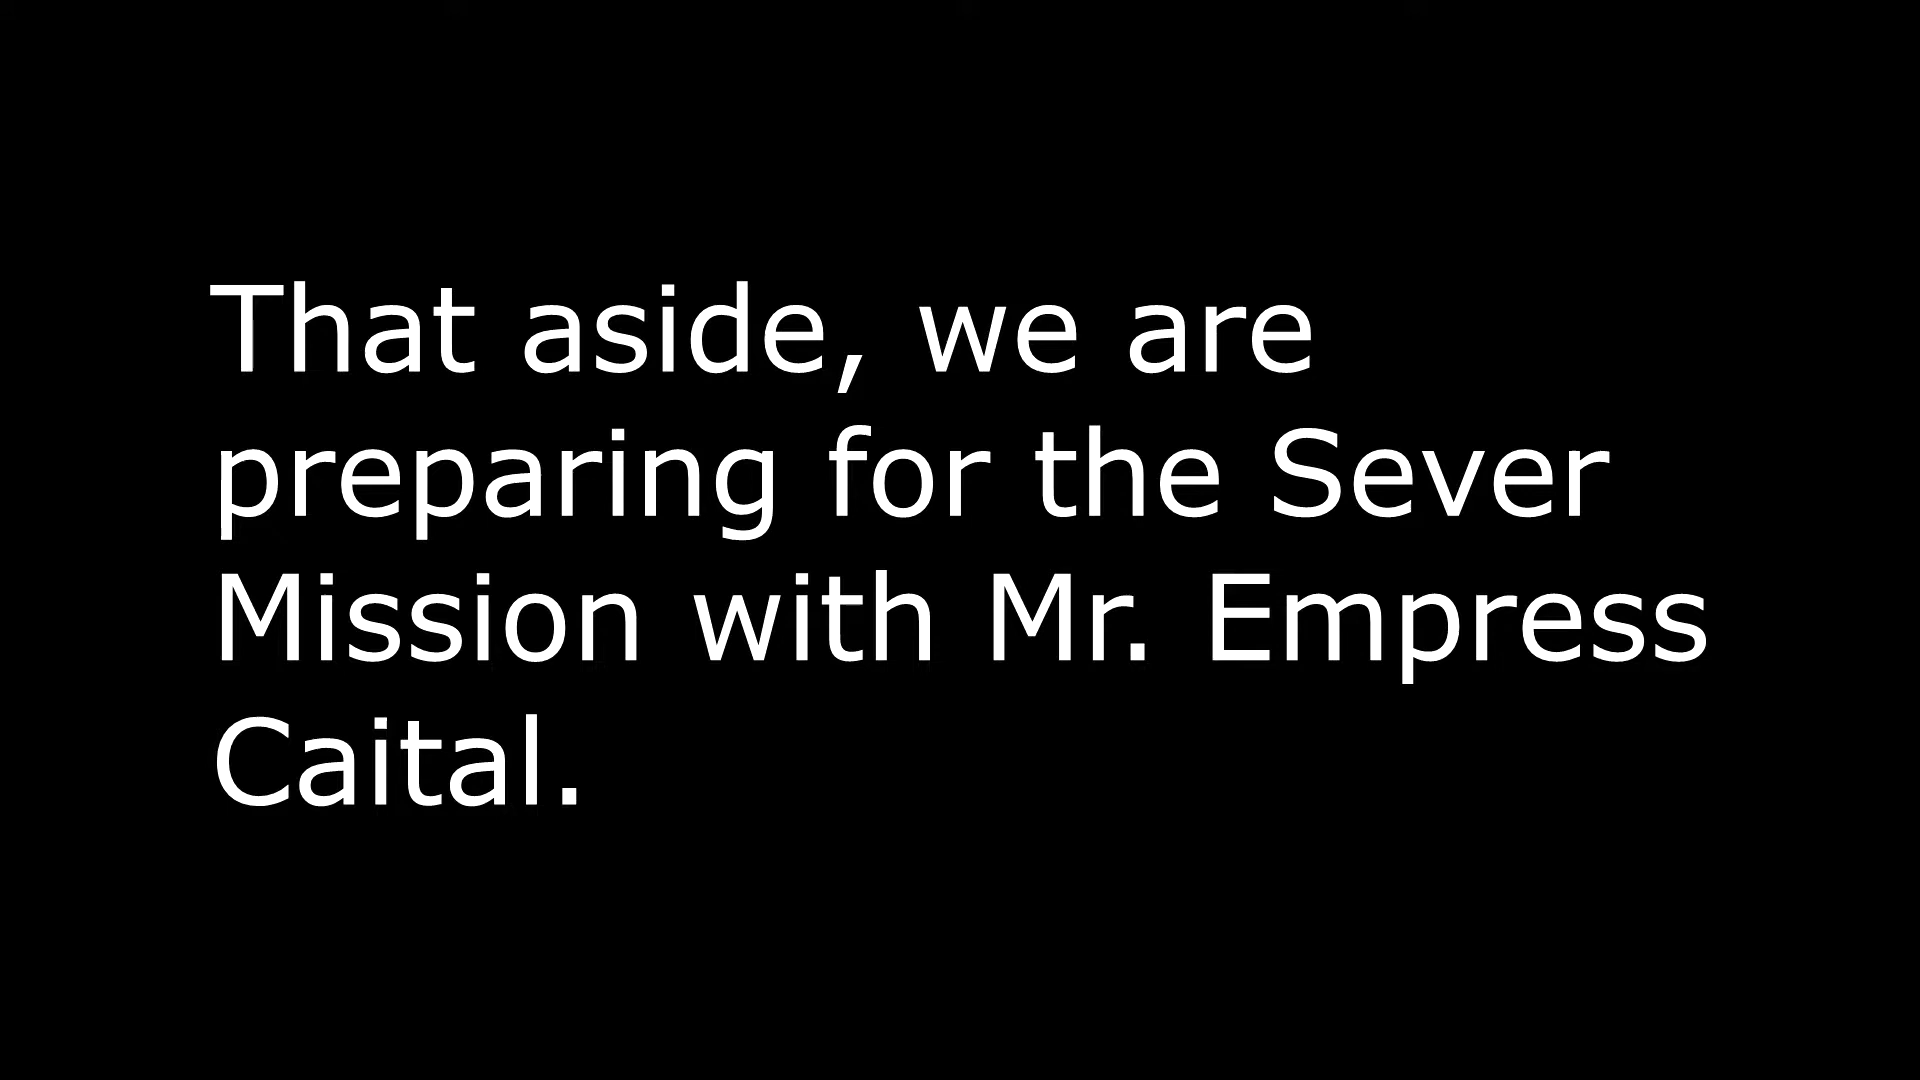 That aside, we are
preparing for the Sever
Mission with Mr. Empress
Caital.